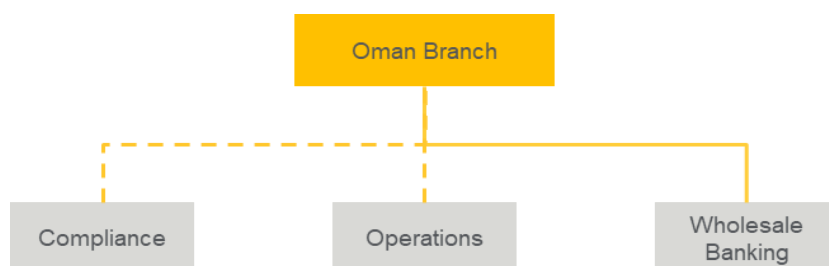 Oman Branch
Compliance
Operations
Wholesale
Banking